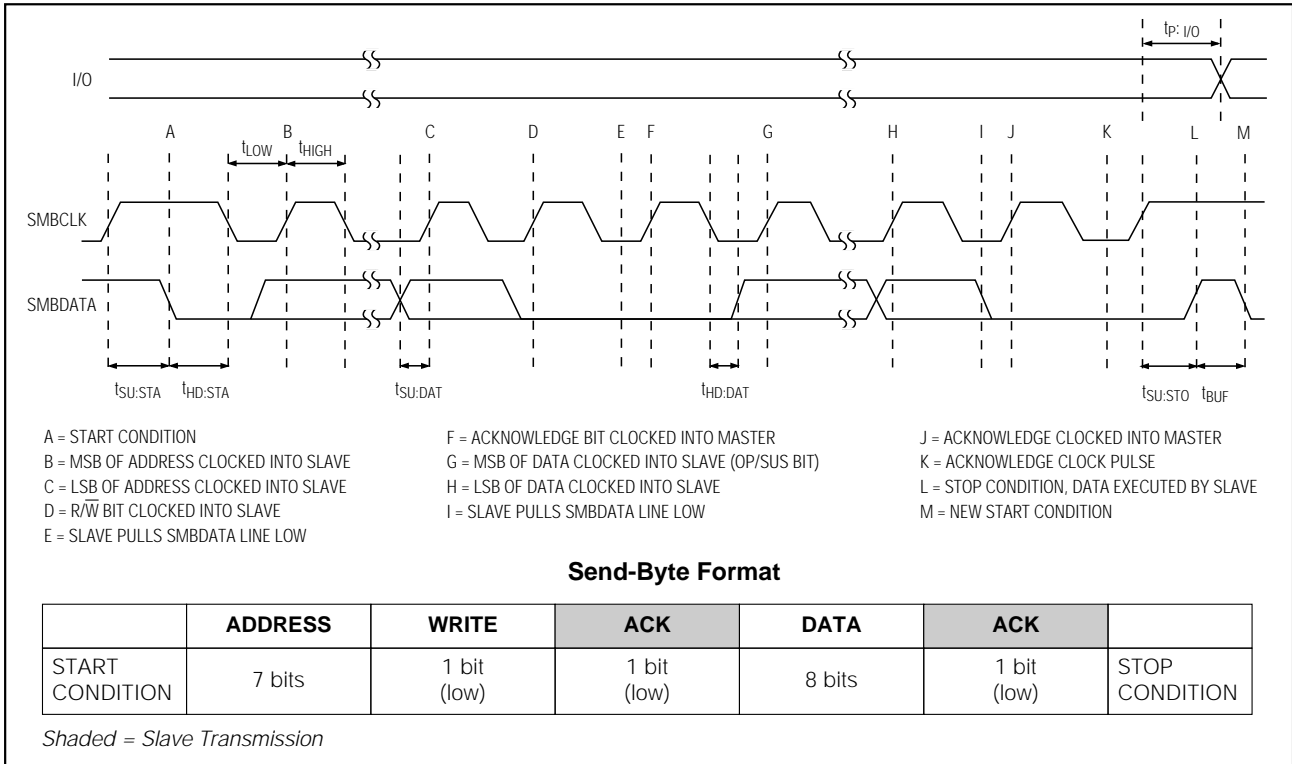 tP: I/O
I/O
A B C D E F G H I J K L M
tLOW tHIGH
SMBCLK
SMBDATA
tSU:STA tHD:STA tSU:DAT tHD:DAT tSU:STO tBUF
A = START CONDITION
B = MSB OF ADDRESS CLOCKED INTO SLAVE
C = LSB OF ADDRESS CLOCKED INTO SLAVE
D = R/W̅ BIT CLOCKED INTO SLAVE
E = SLAVE PULLS SMBDATA LINE LOW
F = ACKNOWLEDGE BIT CLOCKED INTO MASTER
G = MSB OF DATA CLOCKED INTO SLAVE (OP/SUS BIT)
H = LSB OF DATA CLOCKED INTO SLAVE
I = SLAVE PULLS SMBDATA LINE LOW
J = ACKNOWLEDGE CLOCKED INTO MASTER
K = ACKNOWLEDGE CLOCK PULSE
L = STOP CONDITION, DATA EXECUTED BY SLAVE
M = NEW START CONDITION
Send-Byte Format
ADDRESS WRITE ACK DATA ACK
START CONDITION 7 bits 1 bit (low) 1 bit (low) 8 bits 1 bit (low) STOP CONDITION
Shaded = Slave Transmission